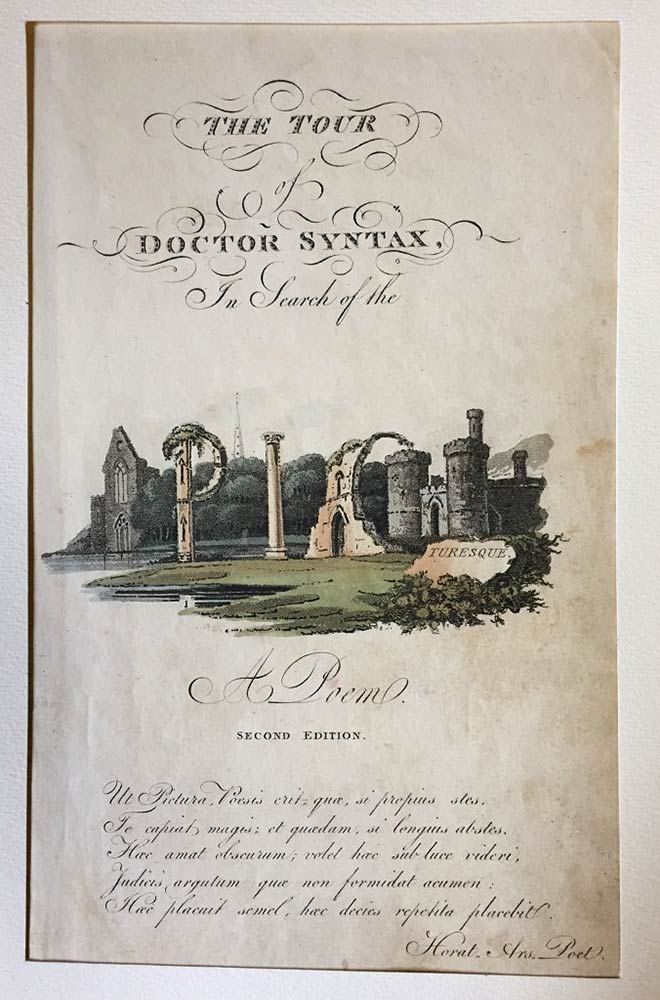 THE TOUR
of
DOCTOR SYNTAX,
In Search of the
PIC
TURESQUE.
A Poem.
SECOND EDITION.
Ut Pictura, Poesis erit; quæ, si propius stes,
Te capiat, magis; et quædam, si longius abstes.
Hæc amat obscurum; volet hæc sub luce videri,
Judicis argutum quæ non formidat acumen:
Hæc placuit semel, hæc decies repetita placebit.
Horat. Ars. Poet.